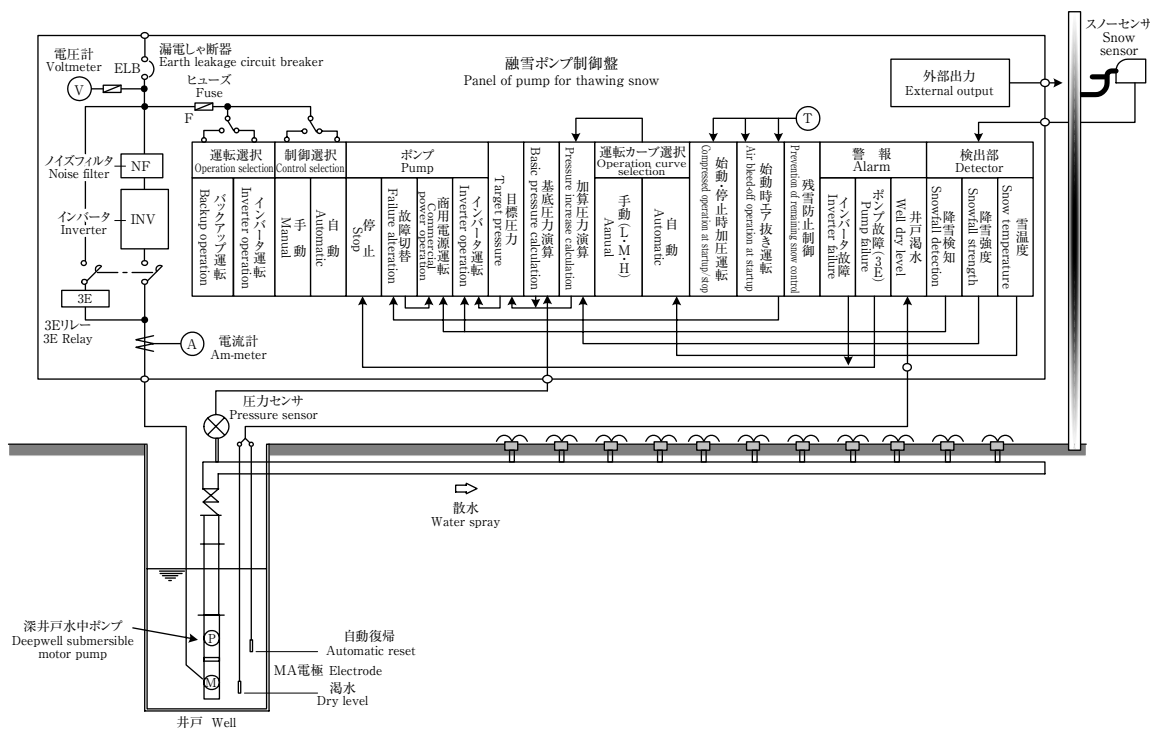 スノーセンサ
Snow
sensor
漏電しゃ断器
Earth leakage circuit breaker
電圧計
Voltmeter
ELB
V
ヒューズ
Fuse
F
融雪ポンプ制御盤
Panel of pump for thawing snow
外部出力
External output
T
ノイズフィルタ
Noise filter
NF
インバータ
Inverter
INV
3E
3Eリレー
3E Relay
A
電流計
Am-meter
運転選択
Operation selection
バックアップ運転
Backup operation
インバータ運転
Inverter operation
制御選択
Control selection
手動
Manual
自動
Automatic
ポンプ
Pump
停止
Stop
故障切替
Failure alteration
商用電源運転
Commercial
power operation
インバータ運転
Inverter operation
目標圧力
Target pressure
基底圧力演算
Basic pressure calculation
加算圧力演算
Pressure increase calculation
運転カーブ選択
Operation curve
selection
手動(L・M・H)
Aanual
自動
Automatic
始動・停止時加圧運転
Compressed operation at startup/stop
始動時エア抜き運転
Air bleed-off operation at startup
残雪防止制御
Prevention of remaining snow control
警報
Alarm
インバータ故障
Inverter failure
ポンプ故障(3E)
Pump failure
井戸渇水
Well dry level
検出部
Detector
降雪検知
Snowfall detection
降雪強度
Snowfall strength
雪温度
Snow temperature
圧力センサ
Pressure sensor
散水
Water spray
深井戸水中ポンプ
Deepwell submersible
motor pump
P
M
自動復帰
Automatic reset
MA電極 Electrode
渇水
Dry level
井戸 Well